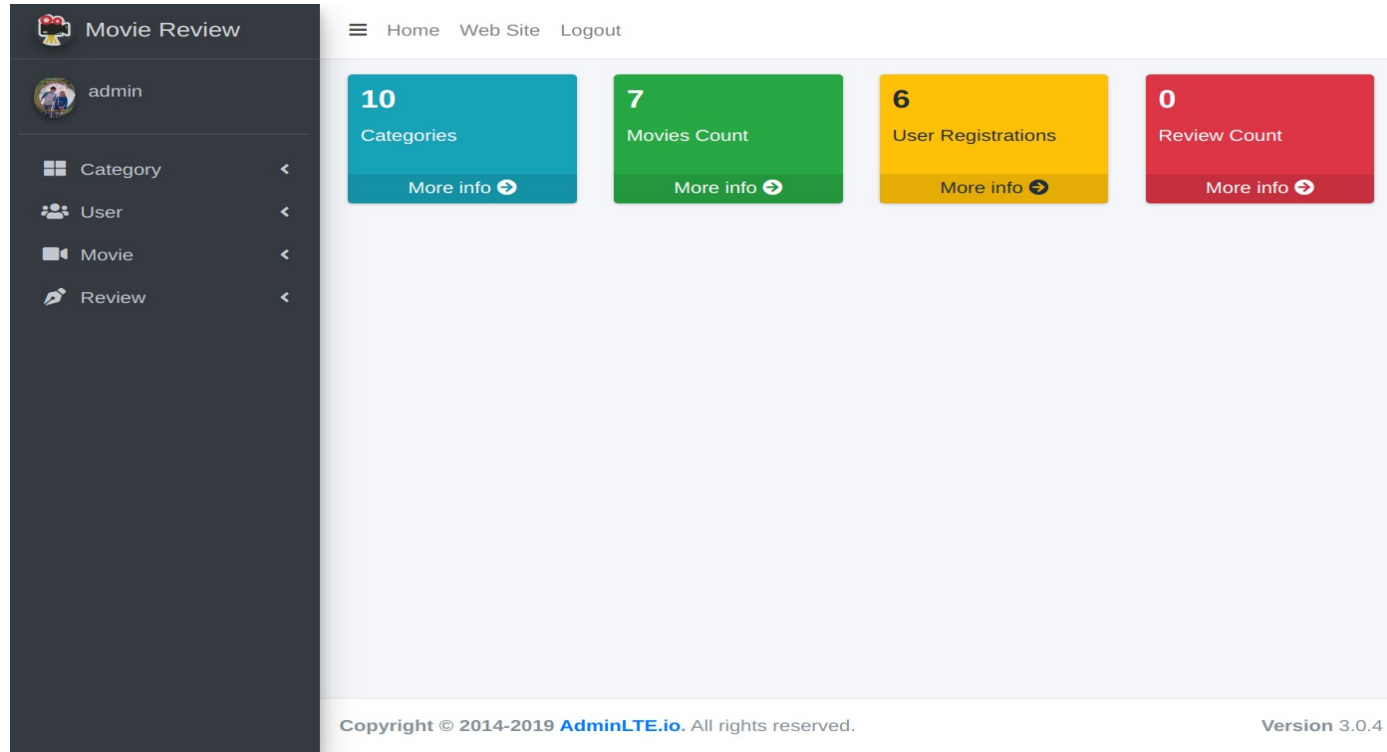 Movie Review
admin
Category
User
Movie
Review
Home Web Site Logout
10
Categories
More info
7
Movies Count
More info
6
User Registrations
More info
0
Review Count
More info
Copyright © 2014-2019 AdminLTE.io. All rights reserved.
Version 3.0.4